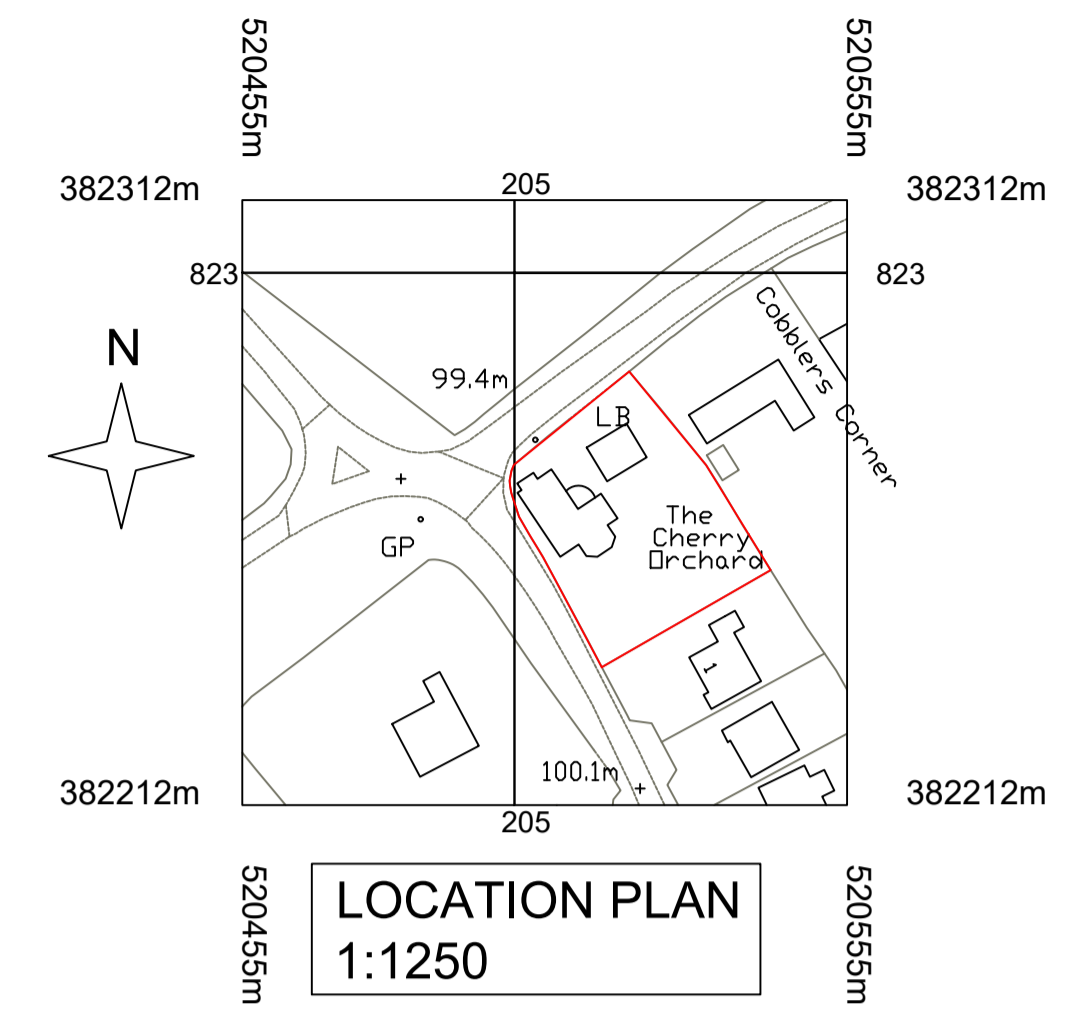 520455m
520555m
382312m
205
382312m
823
823
N
99.4m
Cobblers Corner
LB
The
Cherry
Orchard
GP
1
100.1m
382212m
205
382212m
520455m
520555m
LOCATION PLAN
1:1250